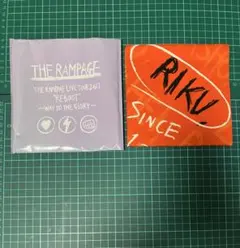 THE RAMPAGE
THE RAMPAGE LIVE TOUR 2021
"REBOOT"
~WAY TO THE GLORY~
RIKU
SINCE